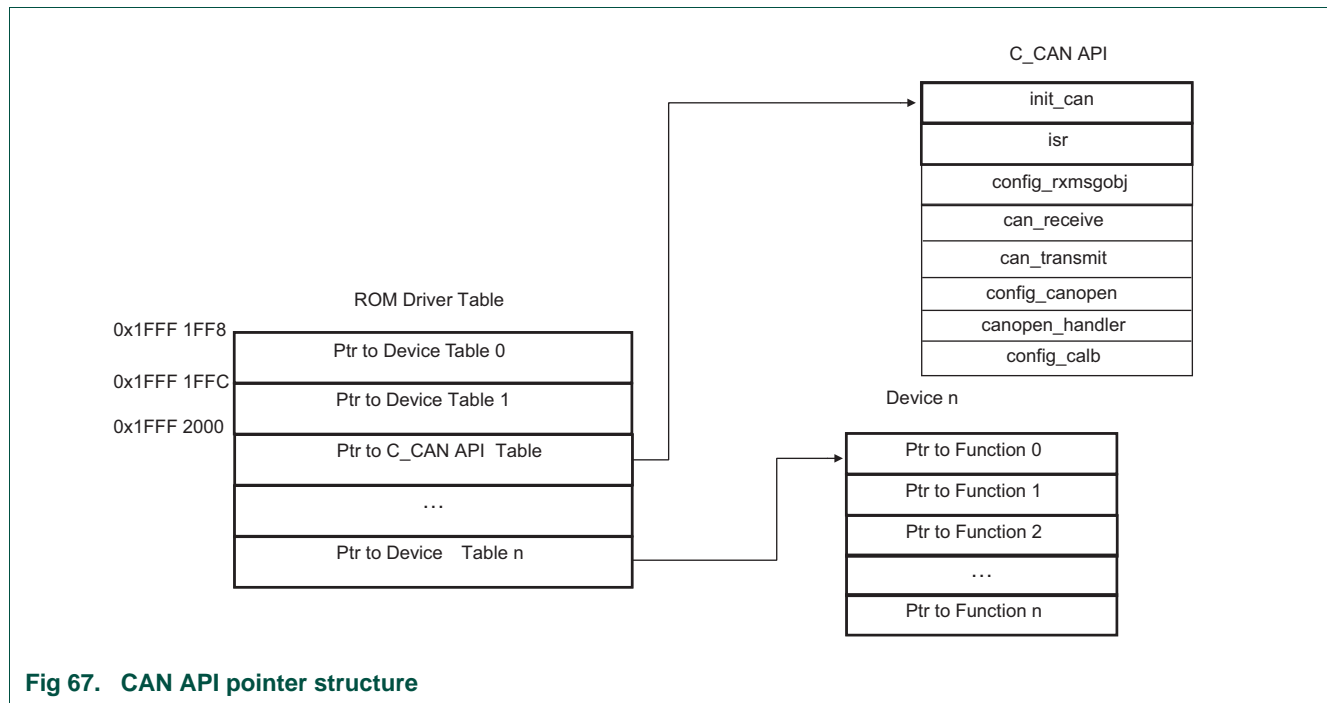 C_CAN API
init_can
isr
config_rxmsgobj
can_receive
can_transmit
config_canopen
canopen_handler
config_calb
ROM Driver Table
0x1FFF 1FF8
Ptr to Device Table 0
0x1FFF 1FFC
Ptr to Device Table 1
0x1FFF 2000
Ptr to C_CAN API Table
...
Ptr to Device Table n
Device n
Ptr to Function 0
Ptr to Function 1
Ptr to Function 2
...
Ptr to Function n
Fig 67. CAN API pointer structure